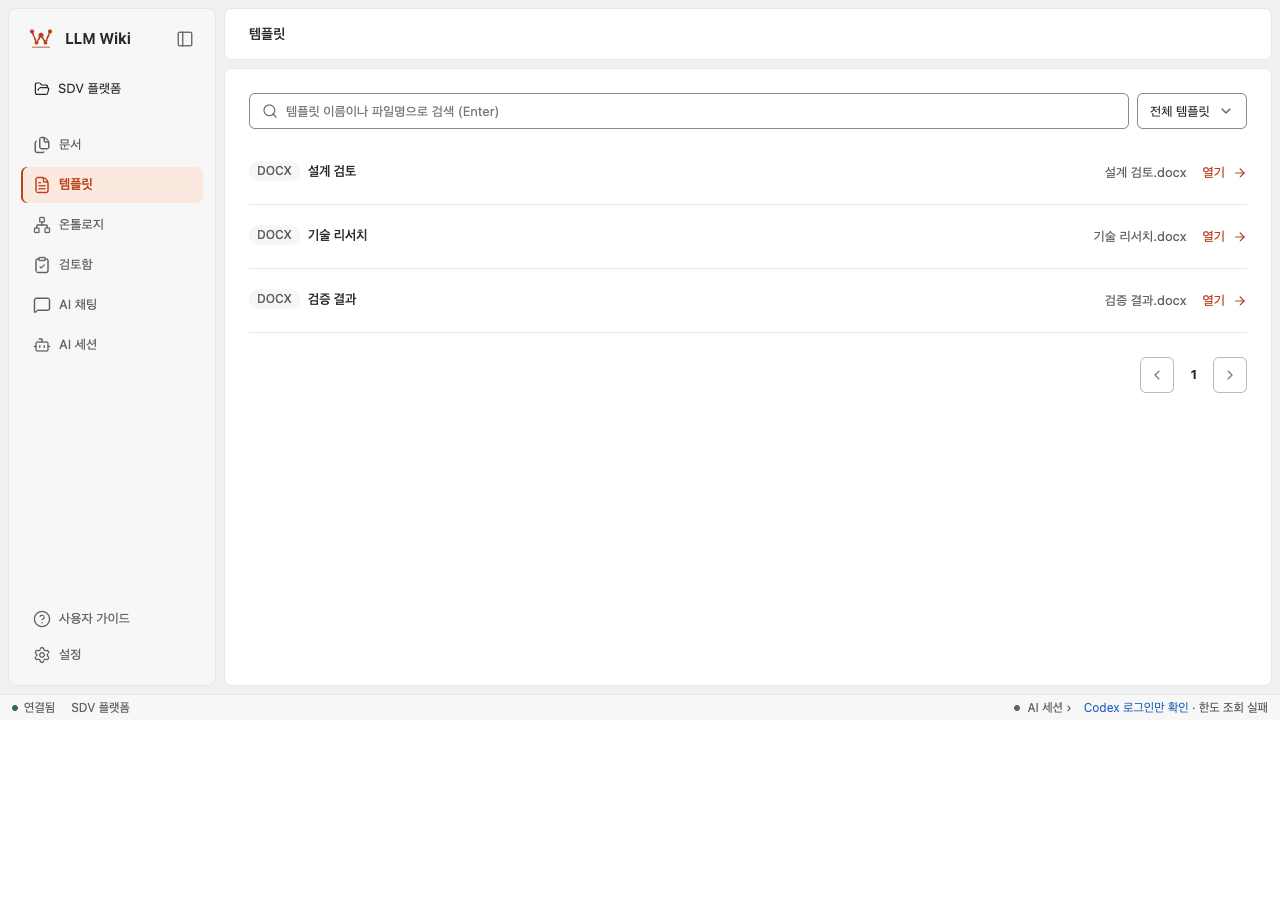 LLM Wiki
SDV 플랫폼
문서
템플릿
온톨로지
검토함
AI 채팅
AI 세션
사용자 가이드
설정
템플릿
템플릿 이름이나 파일명으로 검색 (Enter)
전체 템플릿
DOCX 설계 검토 설계 검토.docx 열기
DOCX 기술 리서치 기술 리서치.docx 열기
DOCX 검증 결과 검증 결과.docx 열기
1
연결됨 SDV 플랫폼 AI 세션 › Codex 로그인만 확인 · 한도 조회 실패